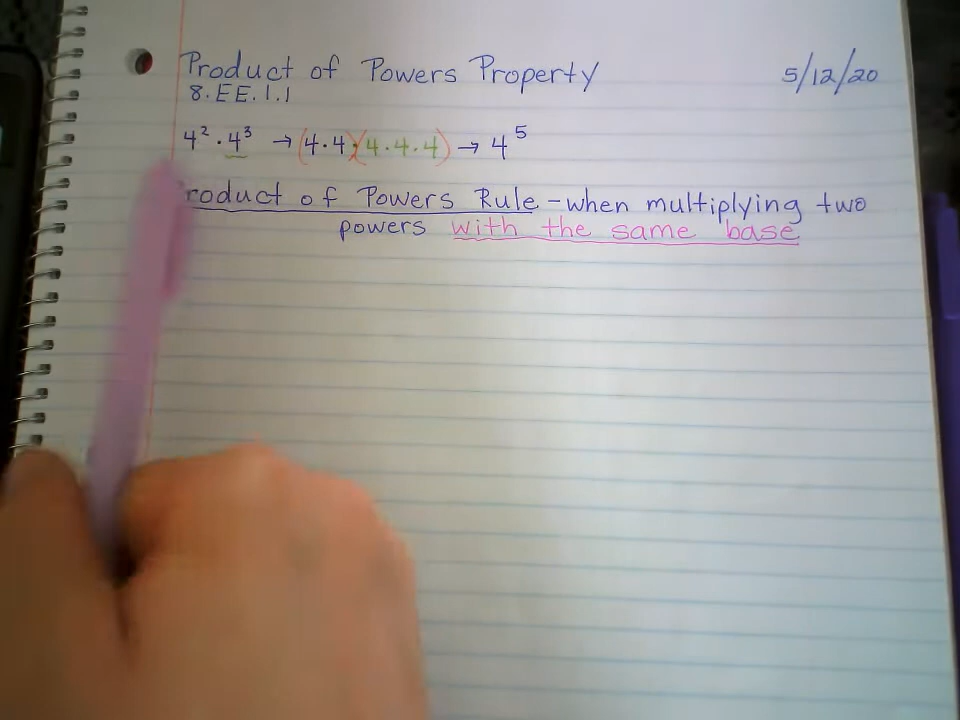 Product of Powers Property 5/12/20
8.EE.1.1
4² · 4³ → (4·4)·(4·4·4) → 4⁵
Product of Powers Rule - when multiplying two
powers with the same base